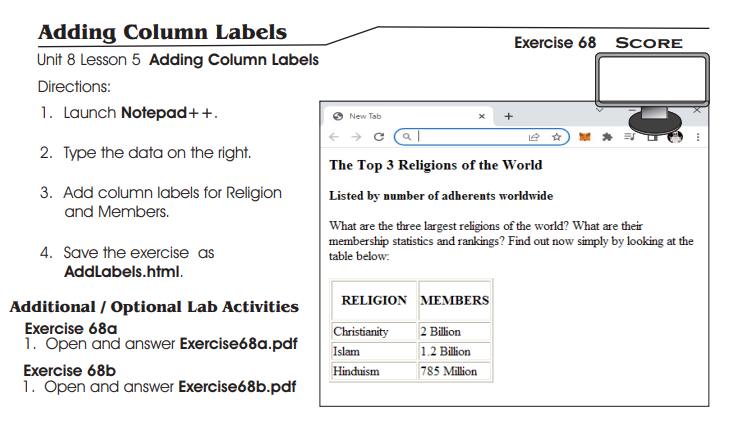 Adding Column Labels
Exercise 68 SCORE
Unit 8 Lesson 5 Adding Column Labels
Directions:
1. Launch Notepad++.
2. Type the data on the right.
3. Add column labels for Religion
and Members.
4. Save the exercise as
AddLabels.html.
Additional / Optional Lab Activities
Exercise 68a
1. Open and answer Exercise68a.pdf
Exercise 68b
1. Open and answer Exercise68b.pdf
New Tab
The Top 3 Religions of the World
Listed by number of adherents worldwide
What are the three largest religions of the world? What are their
membership statistics and rankings? Find out now simply by looking at the
table below:
RELIGION MEMBERS
Christianity 2 Billion
Islam 1.2 Billion
Hinduism 785 Million